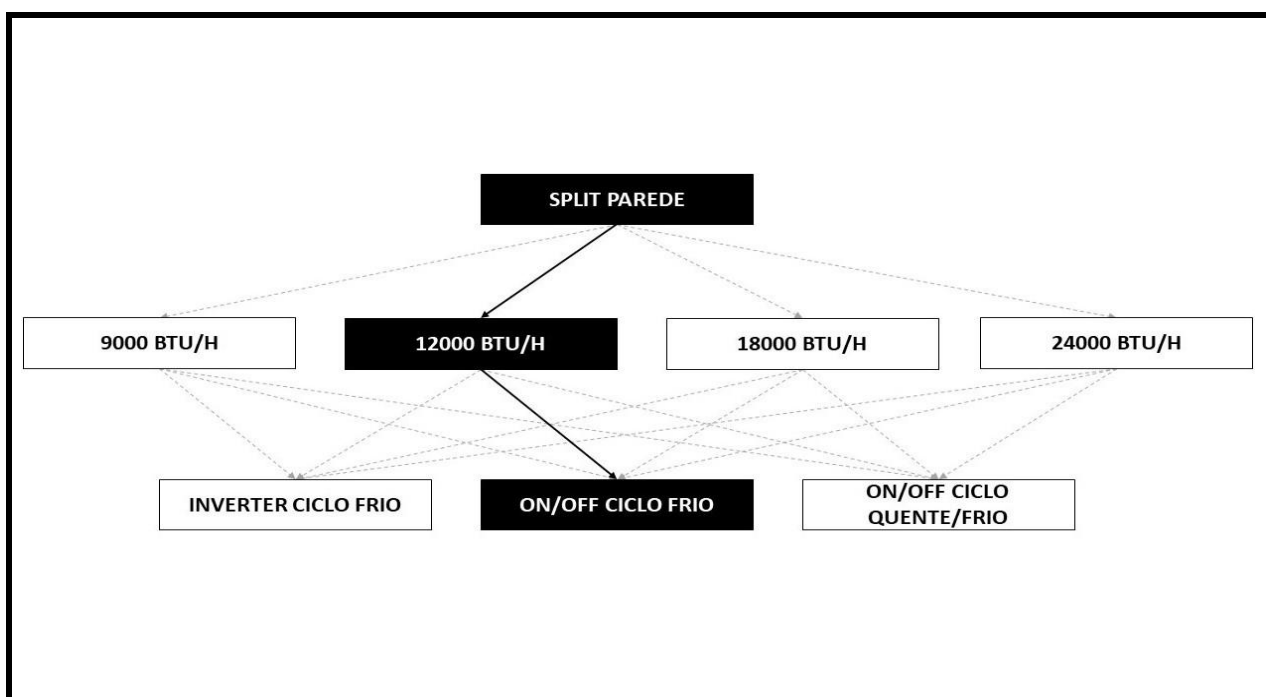 SPLIT PAREDE
9000 BTU/H
12000 BTU/H
18000 BTU/H
24000 BTU/H
INVERTER CICLO FRIO
ON/OFF CICLO FRIO
ON/OFF CICLO
QUENTE/FRIO